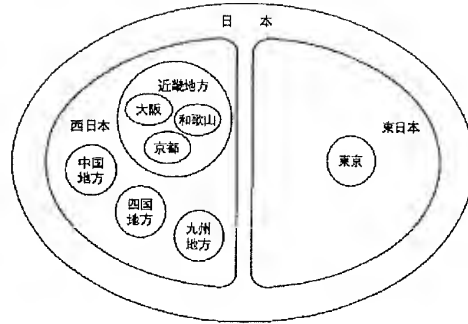 日 本
近畿地方
大阪
和歌山
京都
西日本
東日本
中国
地方
東京
四国
地方
九州
地方